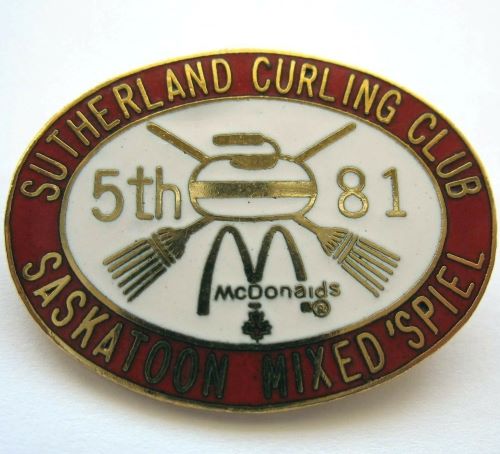 SUTHERLAND CURLING CLUB
5th 81
McDonalds
®
SASKATOON MIXED 'SPIEL